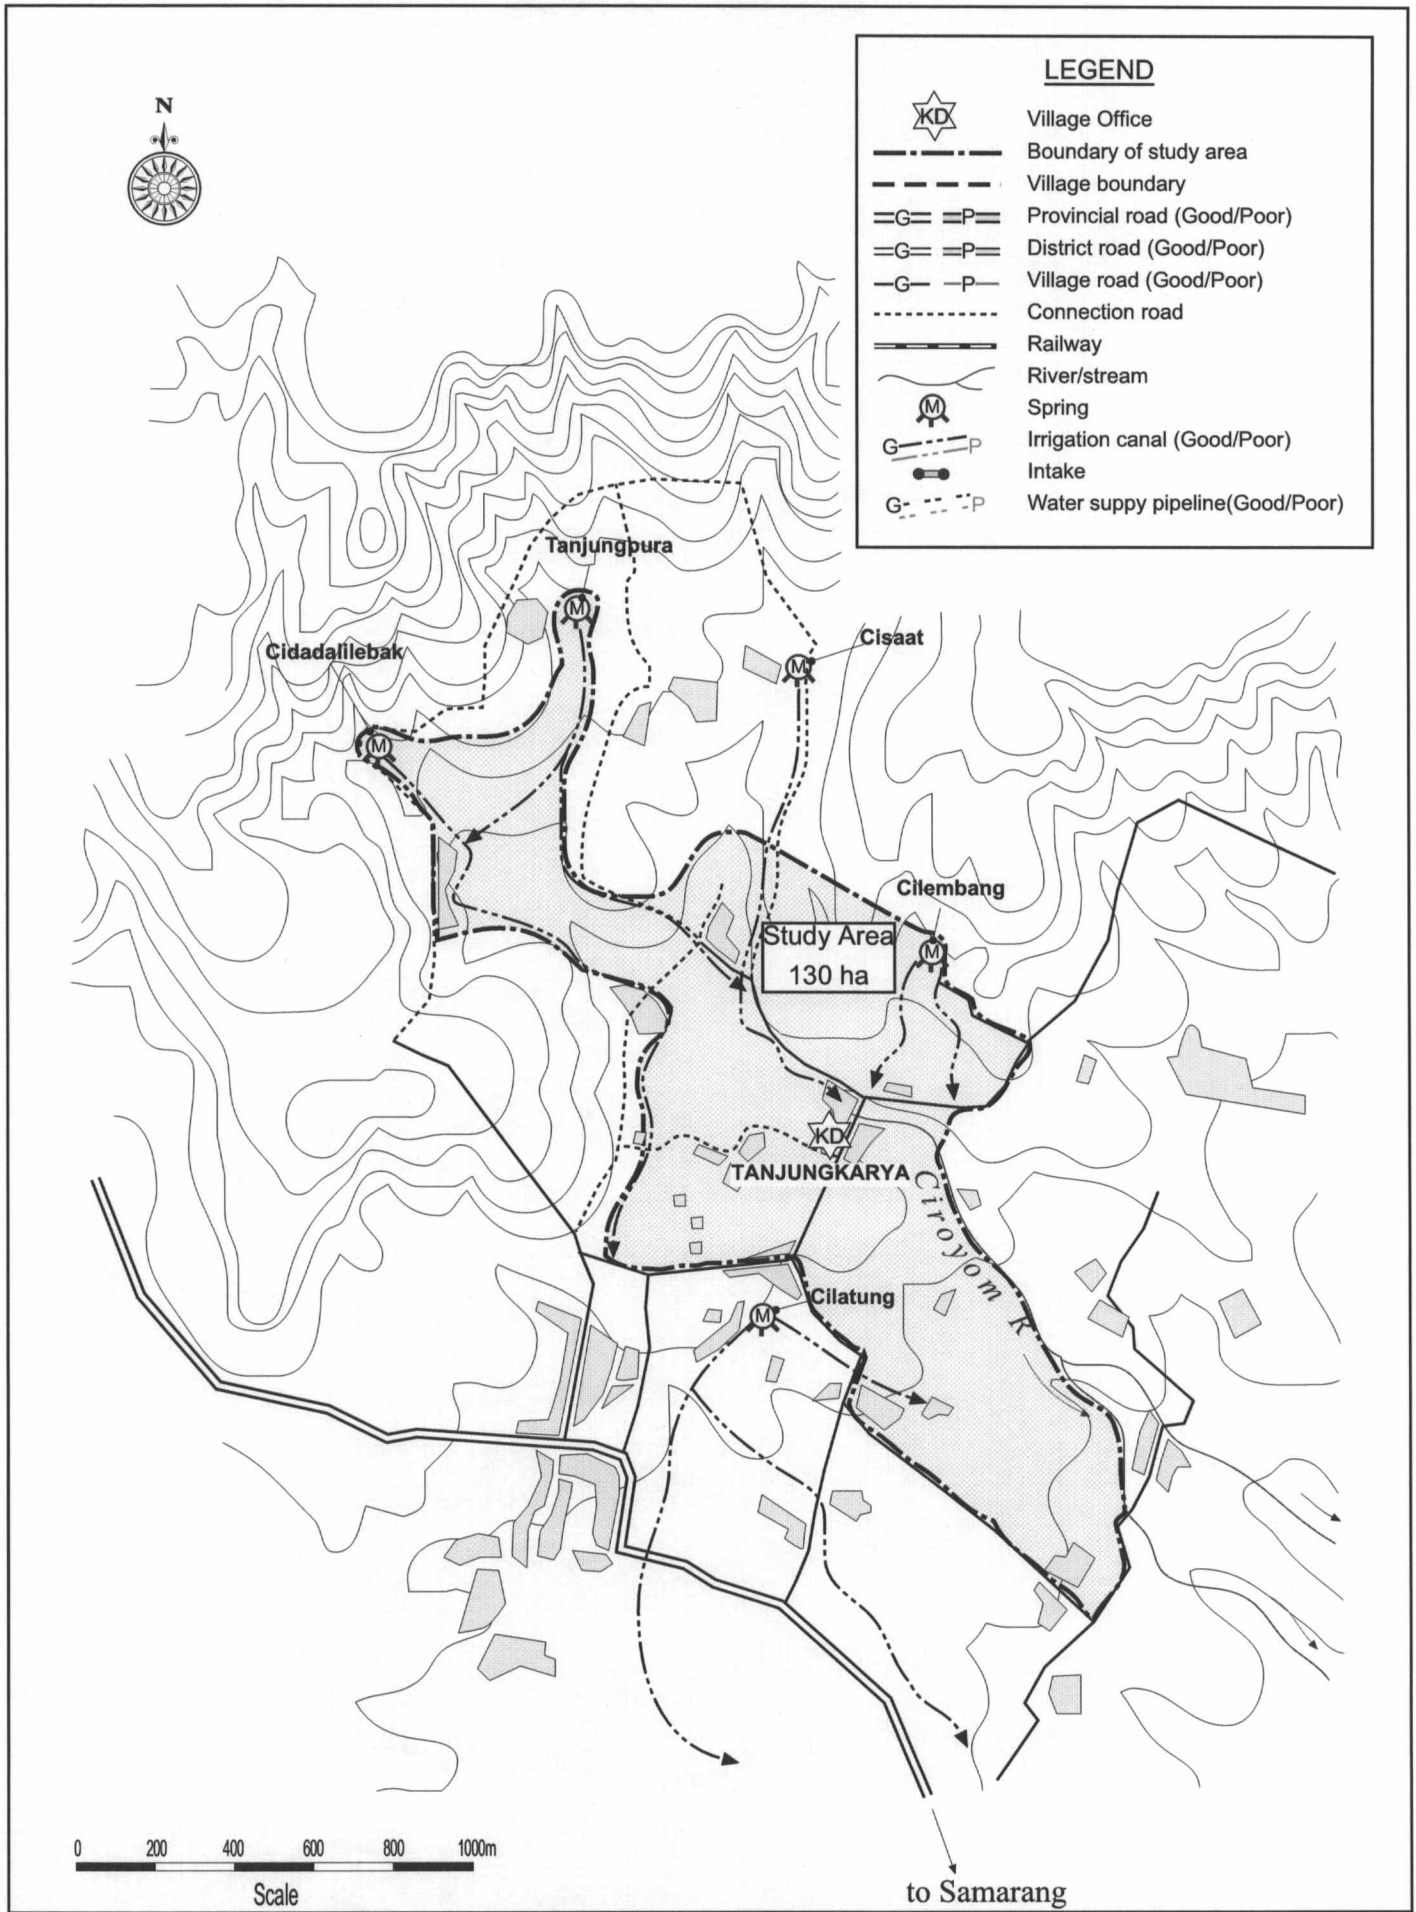 N
LEGEND
KD Village Office
Boundary of study area
Village boundary
G P Provincial road (Good/Poor)
G P District road (Good/Poor)
G P Village road (Good/Poor)
Connection road
Railway
River/stream
M Spring
G P Irrigation canal (Good/Poor)
Intake
G P Water suppy pipeline(Good/Poor)
Tanjungpura
M
Cisaat
Cidadalilebak
M
M
Cilembang
Study Area
130 ha
M
KD
TANJUNGKARYA
Ciroyom R
Cilatung
M
0 200 400 600 800 1000m
Scale
to Samarang